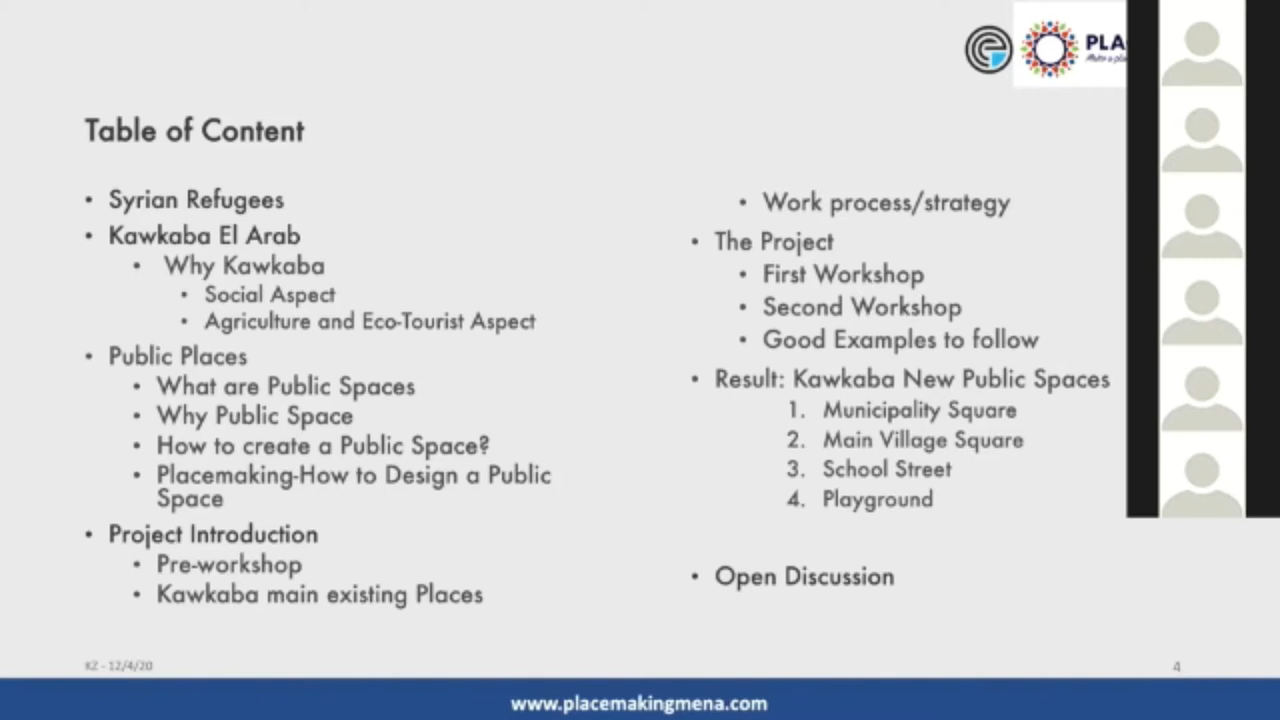 PLA
Table of Content
• Syrian Refugees
• Kawkaba El Arab
• Why Kawkaba
• Social Aspect
• Agriculture and Eco-Tourist Aspect
• Public Places
• What are Public Spaces
• Why Public Space
• How to create a Public Space?
• Placemaking-How to Design a Public
Space
• Project Introduction
• Pre-workshop
• Kawkaba main existing Places
• Work process/strategy
• The Project
• First Workshop
• Second Workshop
• Good Examples to follow
• Result: Kawkaba New Public Spaces
1. Municipality Square
2. Main Village Square
3. School Street
4. Playground
• Open Discussion
KZ - 12/4/20
4
www.placemakingmena.com